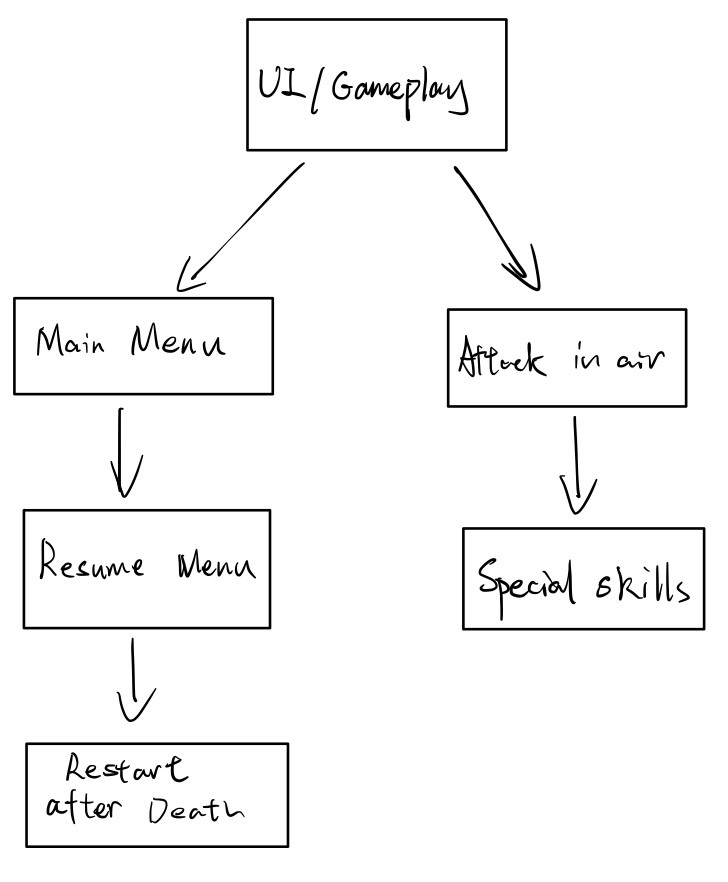 UI/Gameplay
Main Menu
Attack in air
Resume Menu
Special skills
Restart
after Death